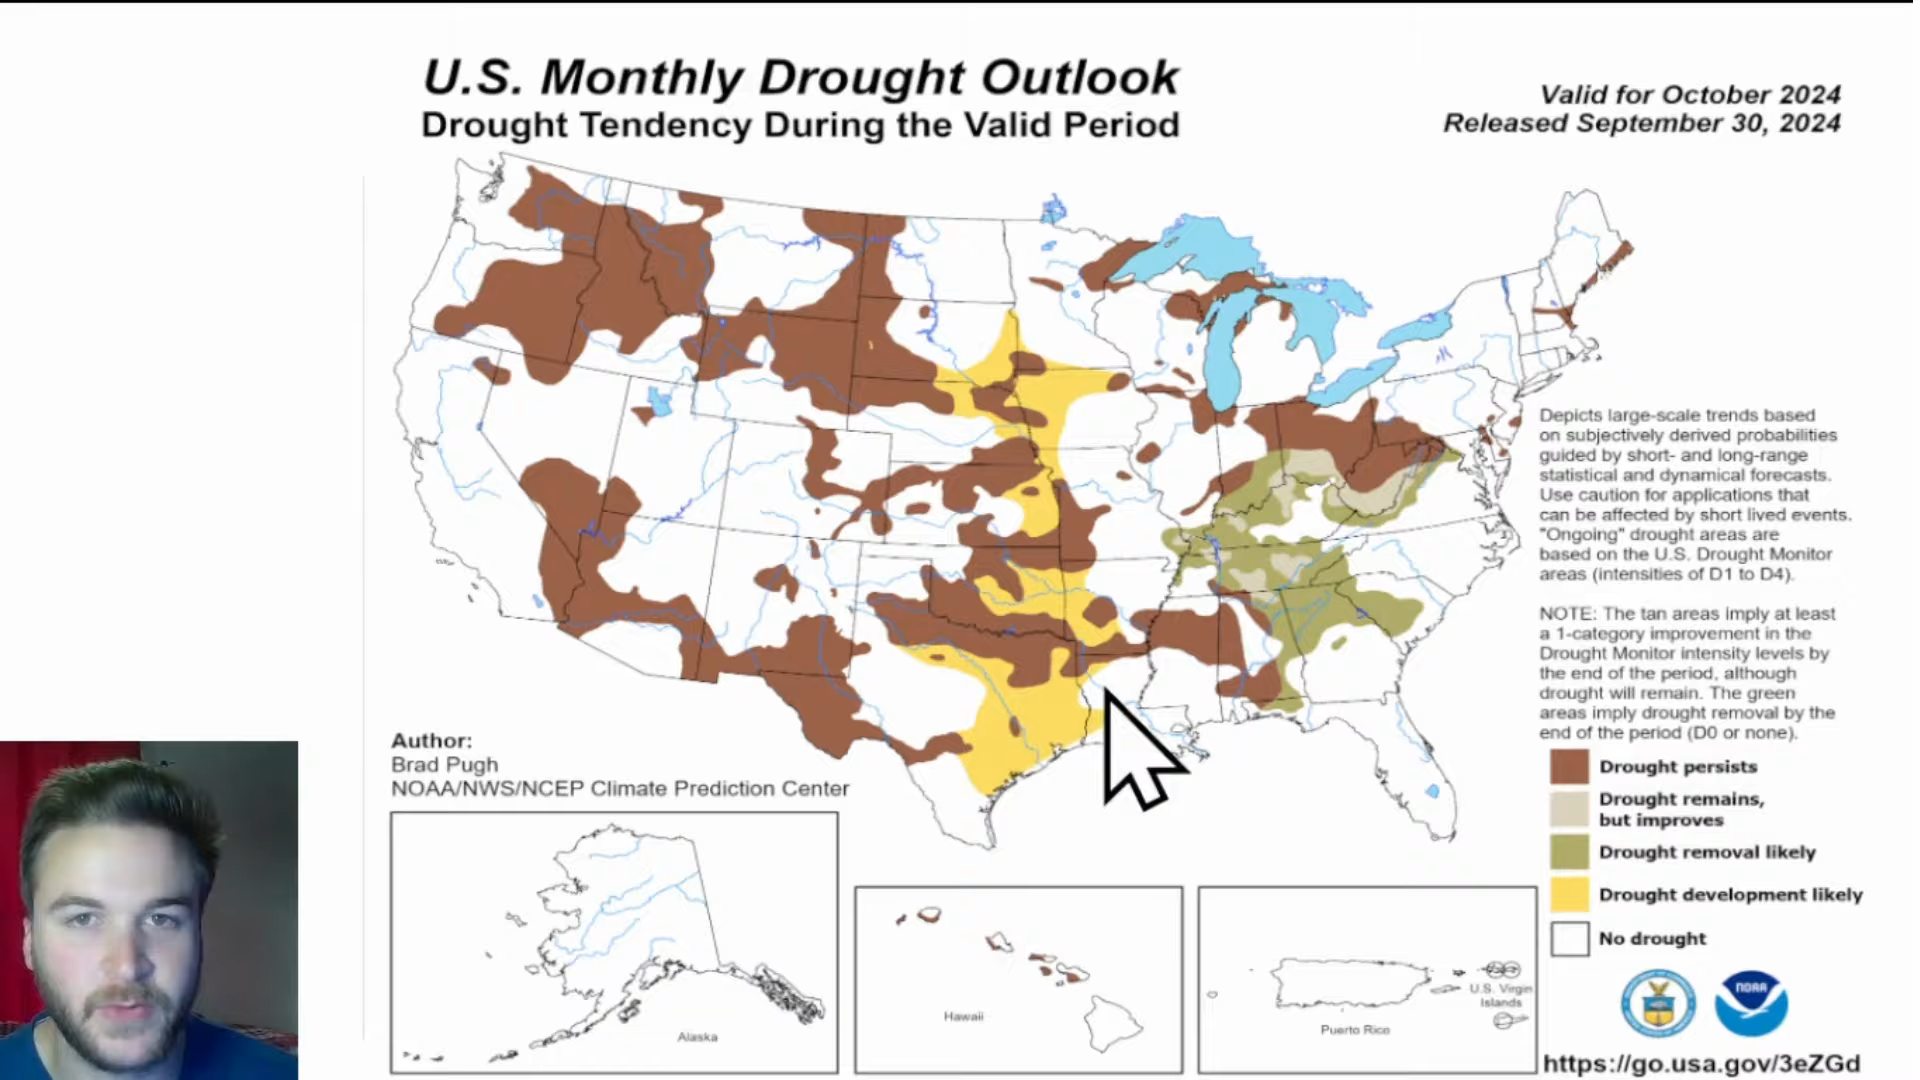 U.S. Monthly Drought Outlook
Drought Tendency During the Valid Period
Valid for October 2024
Released September 30, 2024
Depicts large-scale trends based
on subjectively derived probabilities
guided by short- and long-range
statistical and dynamical forecasts.
Use caution for applications that
can be affected by short lived events.
"Ongoing" drought areas are
based on the U.S. Drought Monitor
areas (intensities of D1 to D4).
NOTE: The tan areas imply at least
a 1-category improvement in the
Drought Monitor intensity levels by
the end of the period, although
drought will remain. The green
areas imply drought removal by the
end of the period (D0 or none).
Author:
Brad Pugh
NOAA/NWS/NCEP Climate Prediction Center
Drought persists
Drought remains,
but improves
Drought removal likely
Drought development likely
No drought
Alaska
Hawaii
Puerto Rico
U.S. Virgin
Islands
NOAA
https://go.usa.gov/3eZGd